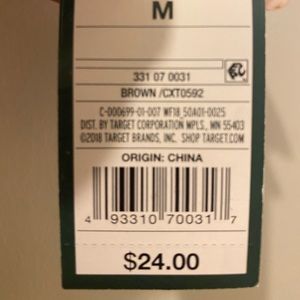 M
331 07 0031
BROWN /CXT0592
C-000699-01-007 WF18_50A01-0025
DIST. BY TARGET CORPORATION WPLS., MN 55403
©2018 TARGET BRANDS, INC. SHOP TARGET.COM
ORIGIN: CHINA
4 93310 70031 7
$24.00